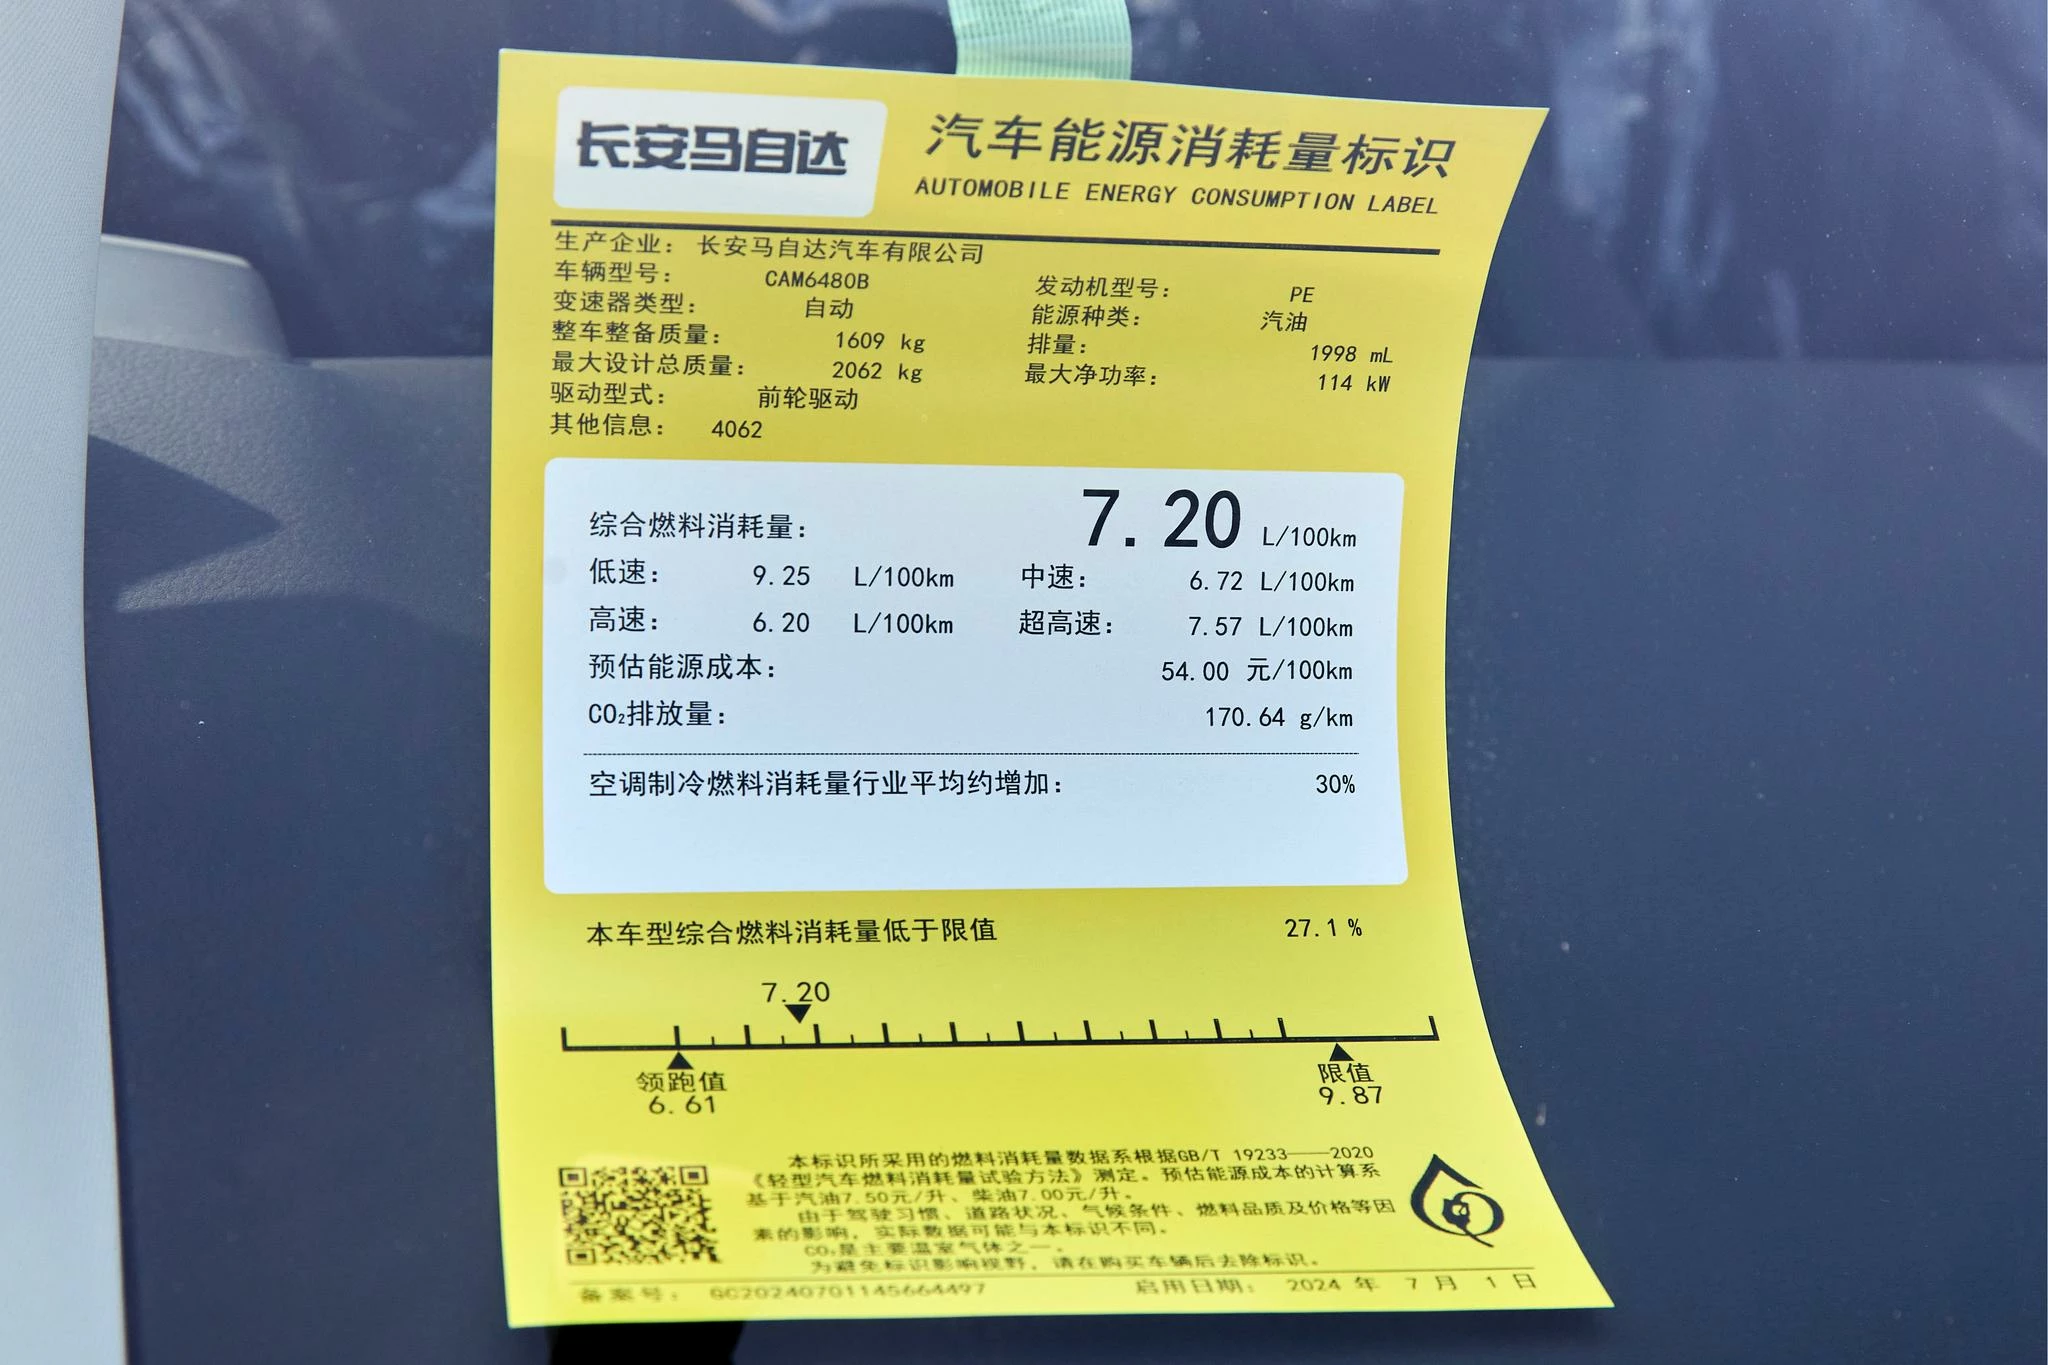 长安马自达
汽车能源消耗量标识
AUTOMOBILE ENERGY CONSUMPTION LABEL
生产企业： 长安马自达汽车有限公司
车辆型号： CAM6480B 发动机型号： PE
变速器类型： 自动 能源种类： 汽油
整车整备质量： 1609 kg 排量： 1998 mL
最大设计总质量： 2062 kg 最大净功率： 114 kW
驱动型式： 前轮驱动
其他信息： 4062
综合燃料消耗量： 7.20 L/100km
低速： 9.25 L/100km 中速： 6.72 L/100km
高速： 6.20 L/100km 超高速： 7.57 L/100km
预估能源成本： 54.00 元/100km
CO₂排放量： 170.64 g/km
空调制冷燃料消耗量行业平均约增加： 30%
本车型综合燃料消耗量低于限值 27.1 %
7.20
领跑值 限值
6.61 9.87
本标识所采用的燃料消耗量数据系根据GB/T 19233——2020
《轻型汽车燃料消耗量试验方法》测定。预估能源成本的计算系
基于汽油7.50元/升、柴油7.00元/升。
由于驾驶习惯、道路状况、气候条件、燃料品质及价格等因
素的影响，实际数据可能与本标识不同。
CO₂是主要温室气体之一。
为避免标识影响视野，请在购买车辆后去除标识。
备案号： GC20240701145664497 启用日期： 2024 年 7 月 1 日